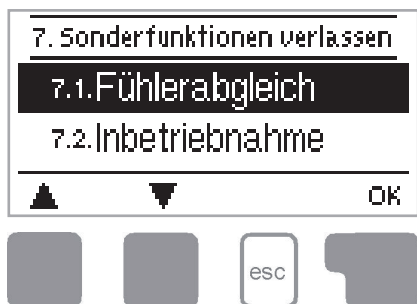 7. Sonderfunktionen verlassen
7.1.Fühlerabgleich
7.2.Inbetriebnahme
OK
esc